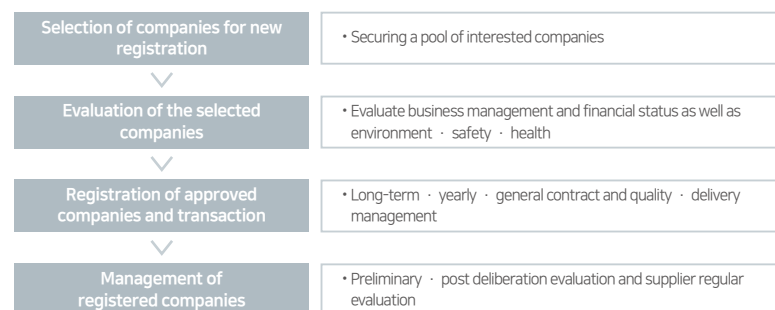 Selection of companies for new
registration
• Securing a pool of interested companies
Evaluation of the selected
companies
• Evaluate business management and financial status as well as
environment · safety · health
Registration of approved
companies and transaction
• Long-term · yearly · general contract and quality · delivery
management
Management of
registered companies
• Preliminary · post deliberation evaluation and supplier regular
evaluation